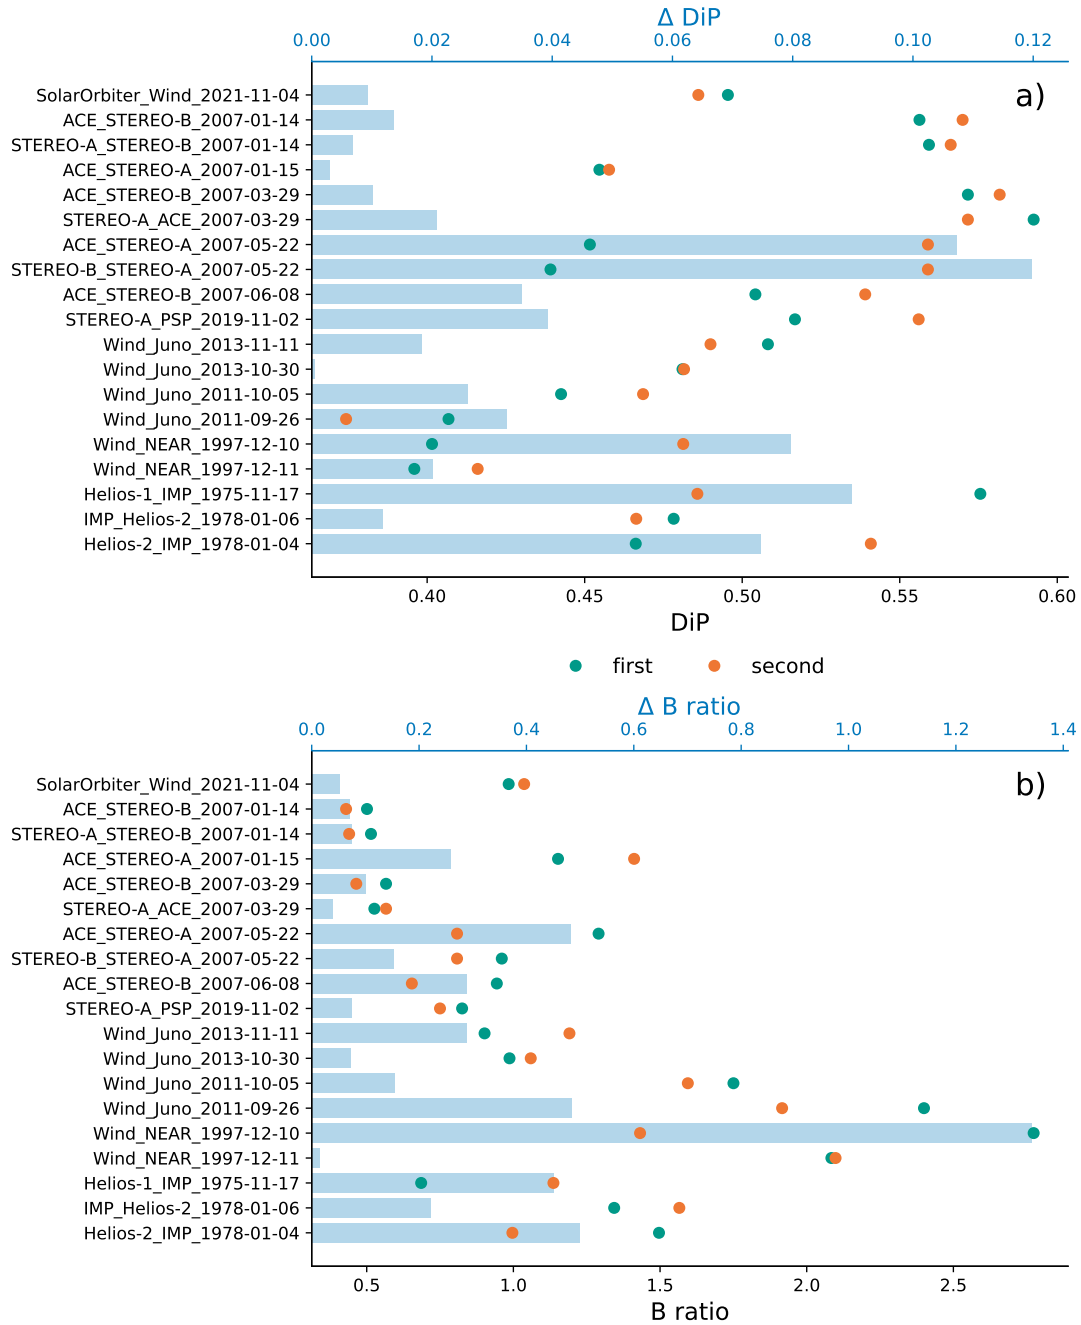 Δ DiP
0.00 0.02 0.04 0.06 0.08 0.10 0.12
a)
SolarOrbiter_Wind_2021-11-04
ACE_STEREO-B_2007-01-14
STEREO-A_STEREO-B_2007-01-14
ACE_STEREO-A_2007-01-15
ACE_STEREO-B_2007-03-29
STEREO-A_ACE_2007-03-29
ACE_STEREO-A_2007-05-22
STEREO-B_STEREO-A_2007-05-22
ACE_STEREO-B_2007-06-08
STEREO-A_PSP_2019-11-02
Wind_Juno_2013-11-11
Wind_Juno_2013-10-30
Wind_Juno_2011-10-05
Wind_Juno_2011-09-26
Wind_NEAR_1997-12-10
Wind_NEAR_1997-12-11
Helios-1_IMP_1975-11-17
IMP_Helios-2_1978-01-06
Helios-2_IMP_1978-01-04
0.40 0.45 0.50 0.55 0.60
DiP
first second
Δ B ratio
0.0 0.2 0.4 0.6 0.8 1.0 1.2 1.4
b)
SolarOrbiter_Wind_2021-11-04
ACE_STEREO-B_2007-01-14
STEREO-A_STEREO-B_2007-01-14
ACE_STEREO-A_2007-01-15
ACE_STEREO-B_2007-03-29
STEREO-A_ACE_2007-03-29
ACE_STEREO-A_2007-05-22
STEREO-B_STEREO-A_2007-05-22
ACE_STEREO-B_2007-06-08
STEREO-A_PSP_2019-11-02
Wind_Juno_2013-11-11
Wind_Juno_2013-10-30
Wind_Juno_2011-10-05
Wind_Juno_2011-09-26
Wind_NEAR_1997-12-10
Wind_NEAR_1997-12-11
Helios-1_IMP_1975-11-17
IMP_Helios-2_1978-01-06
Helios-2_IMP_1978-01-04
0.5 1.0 1.5 2.0 2.5
B ratio